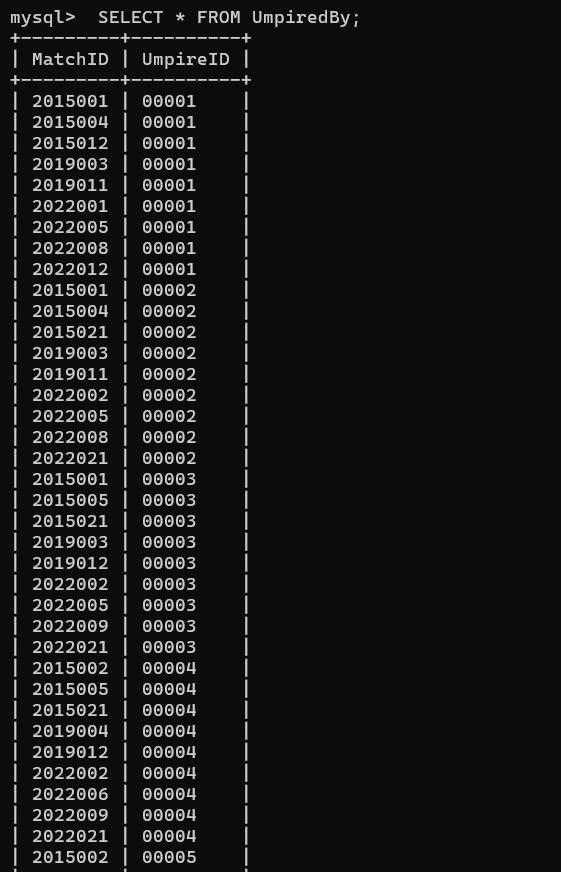 mysql>  SELECT * FROM UmpiredBy;
+---------+----------+
| MatchID | UmpireID |
+---------+----------+
| 2015001 | 00001    |
| 2015004 | 00001    |
| 2015012 | 00001    |
| 2019003 | 00001    |
| 2019011 | 00001    |
| 2022001 | 00001    |
| 2022005 | 00001    |
| 2022008 | 00001    |
| 2022012 | 00001    |
| 2015001 | 00002    |
| 2015004 | 00002    |
| 2015021 | 00002    |
| 2019003 | 00002    |
| 2019011 | 00002    |
| 2022002 | 00002    |
| 2022005 | 00002    |
| 2022008 | 00002    |
| 2022021 | 00002    |
| 2015001 | 00003    |
| 2015005 | 00003    |
| 2015021 | 00003    |
| 2019003 | 00003    |
| 2019012 | 00003    |
| 2022002 | 00003    |
| 2022005 | 00003    |
| 2022009 | 00003    |
| 2022021 | 00003    |
| 2015002 | 00004    |
| 2015005 | 00004    |
| 2015021 | 00004    |
| 2019004 | 00004    |
| 2019012 | 00004    |
| 2022002 | 00004    |
| 2022006 | 00004    |
| 2022009 | 00004    |
| 2022021 | 00004    |
| 2015002 | 00005    |